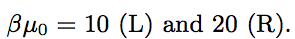 βμ₀ = 10 (L) and 20 (R).